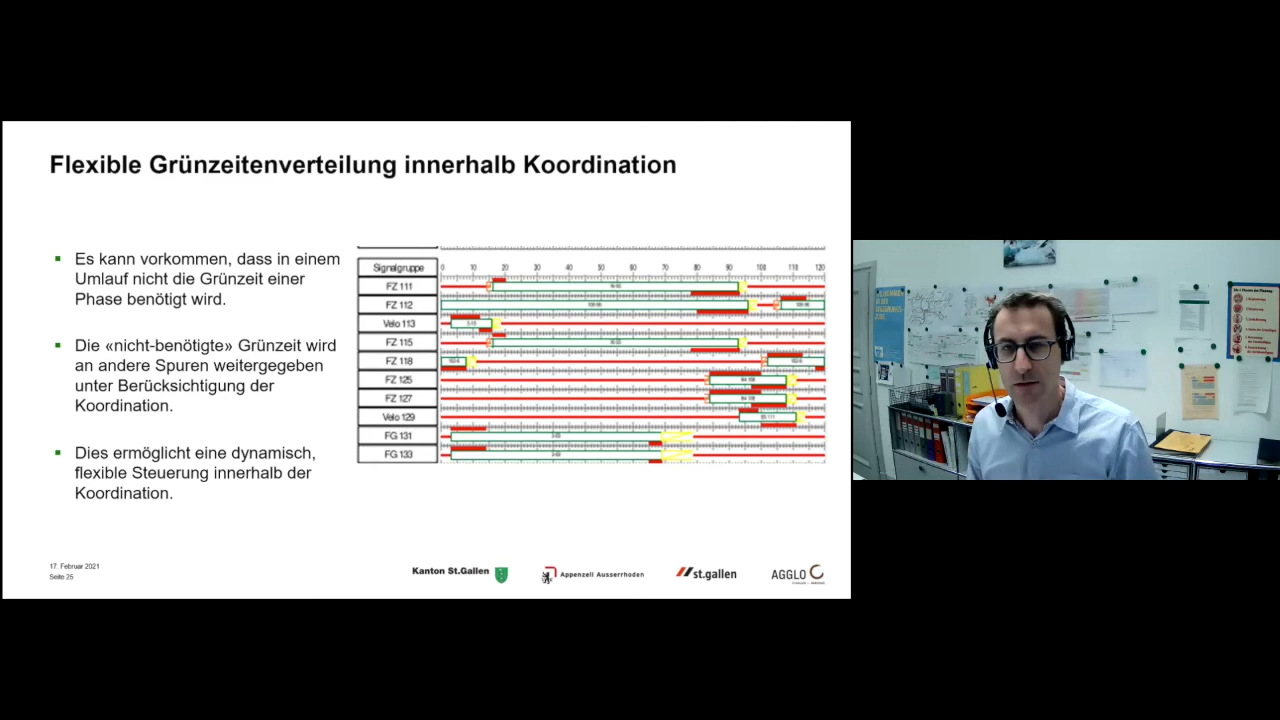 Flexible Grünzeitenverteilung innerhalb Koordination
Es kann vorkommen, dass in einem
Umlauf nicht die Grünzeit einer
Phase benötigt wird.
Die «nicht-benötigte» Grünzeit wird
an andere Spuren weitergegeben
unter Berücksichtigung der
Koordination.
Dies ermöglicht eine dynamisch,
flexible Steuerung innerhalb der
Koordination.
Signalgruppe 0 10 20 30 40 50 60 70 80 90 100 110 120
FZ 111
FZ 112
Velo 113
FZ 115
FZ 118
FZ 125
FZ 127
Velo 129
FG 131
FG 133
17. Februar 2021
Seite 25
Kanton St.Gallen
Appenzell Ausserrhoden
st.gallen
AGGLO